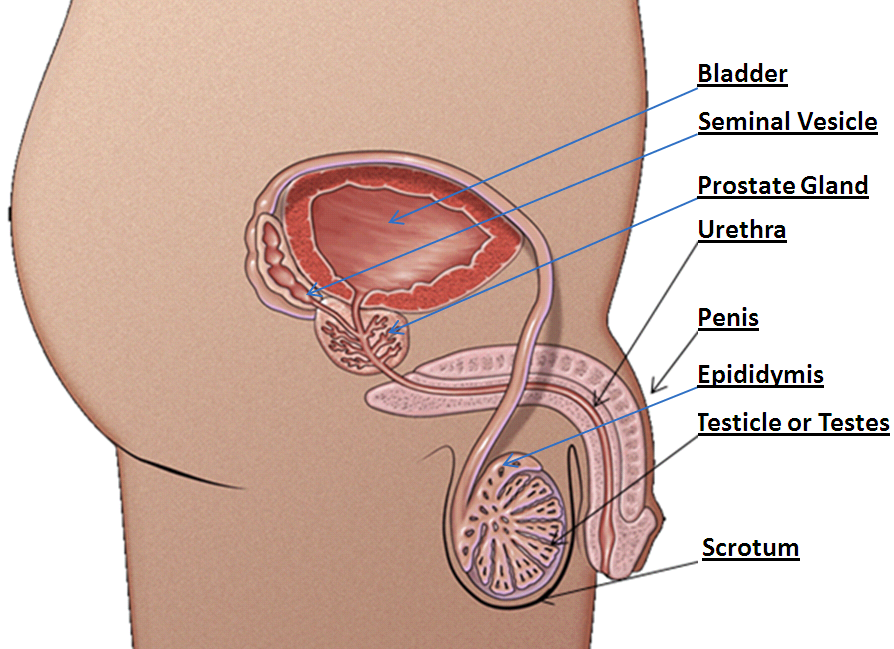 Bladder
Seminal Vesicle
Prostate Gland
Urethra
Penis
Epididymis
Testicle or Testes
Scrotum